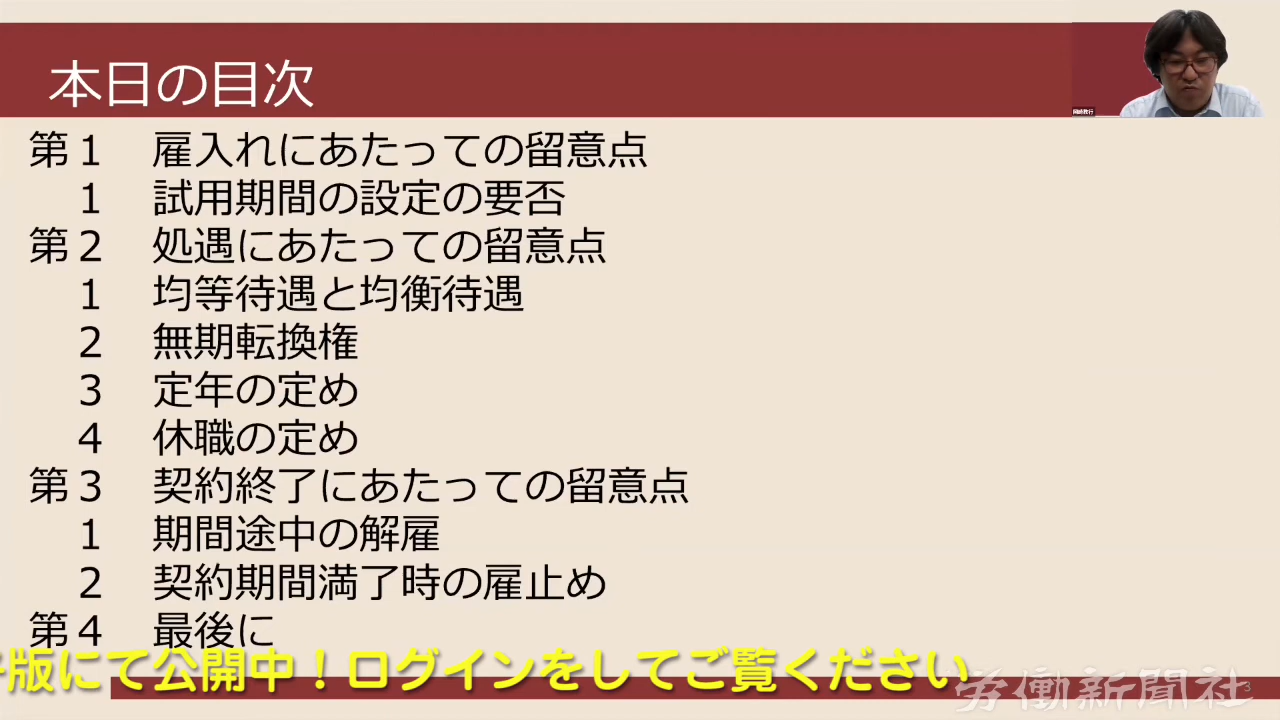 本日の目次
第１ 雇入れにあたっての留意点
１ 試用期間の設定の要否
第２ 処遇にあたっての留意点
１ 均等待遇と均衡待遇
２ 無期転換権
３ 定年の定め
４ 休職の定め
第３ 契約終了にあたっての留意点
１ 期間途中の解雇
２ 契約期間満了時の雇止め
第４ 最後に
版にて公開中！ログインをしてご覧ください
労働新聞社
3